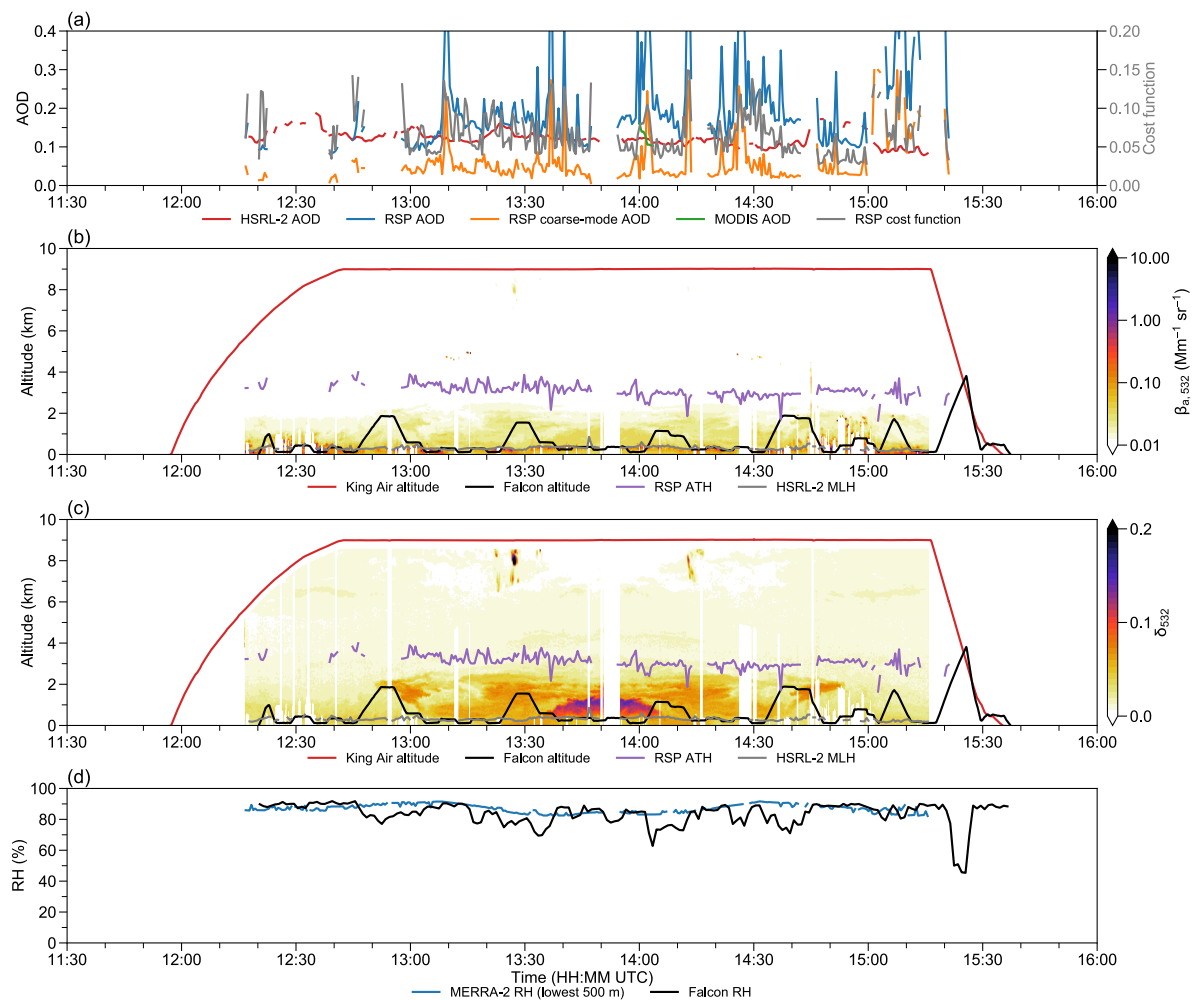 (a)
0.4
0.3
0.2
0.1
0.0
AOD
0.20
0.15
0.10
0.05
0.00
Cost function
11:30 12:00 12:30 13:00 13:30 14:00 14:30 15:00 15:30 16:00
HSRL-2 AOD RSP AOD RSP coarse-mode AOD MODIS AOD RSP cost function
(b)
10
8
6
4
2
0
Altitude (km)
10.00
1.00
0.10
0.01
βa, 532 (Mm−1 sr−1)
11:30 12:00 12:30 13:00 13:30 14:00 14:30 15:00 15:30 16:00
King Air altitude Falcon altitude RSP ATH HSRL-2 MLH
(c)
10
8
6
4
2
0
Altitude (km)
0.2
0.1
0.0
δ532
11:30 12:00 12:30 13:00 13:30 14:00 14:30 15:00 15:30 16:00
King Air altitude Falcon altitude RSP ATH HSRL-2 MLH
(d)
100
80
60
40
20
0
RH (%)
11:30 12:00 12:30 13:00 13:30 14:00 14:30 15:00 15:30 16:00
Time (HH:MM UTC)
MERRA-2 RH (lowest 500 m) Falcon RH